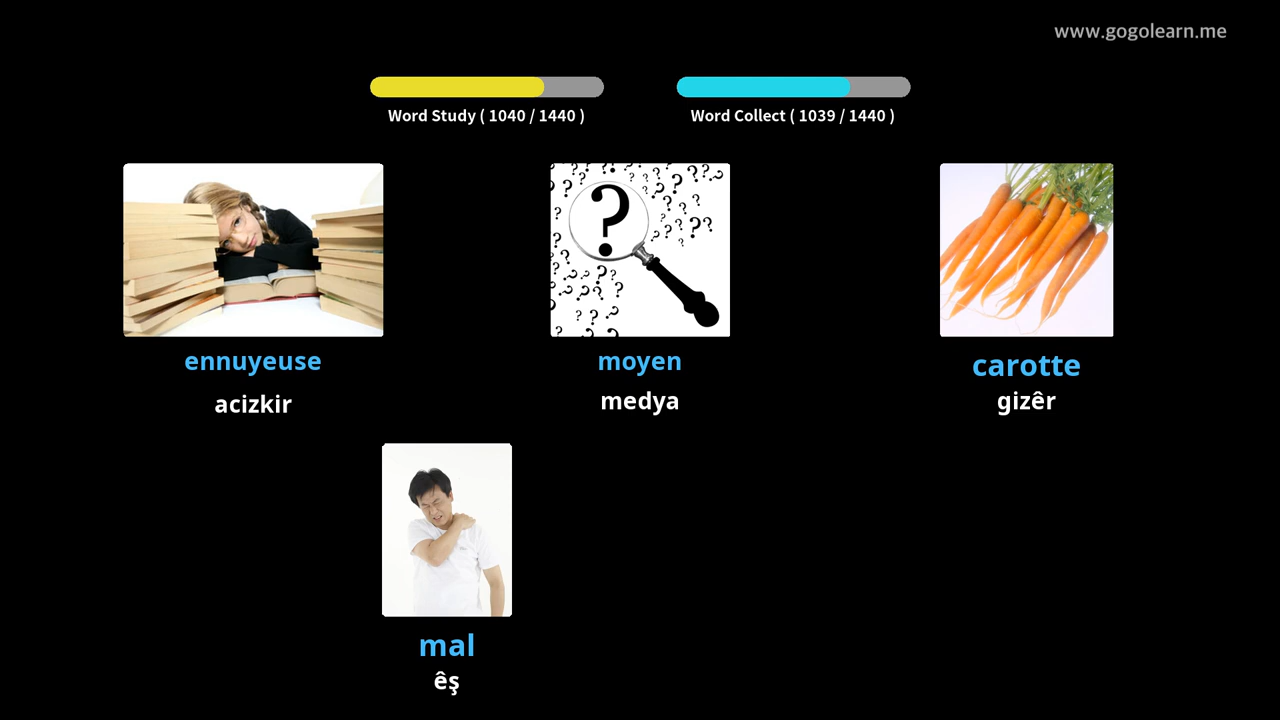 www.gogolearn.me
Word Study ( 1040 / 1440 )
Word Collect ( 1039 / 1440 )
ennuyeuse
acizkir
moyen
medya
carotte
gizêr
mal
êş